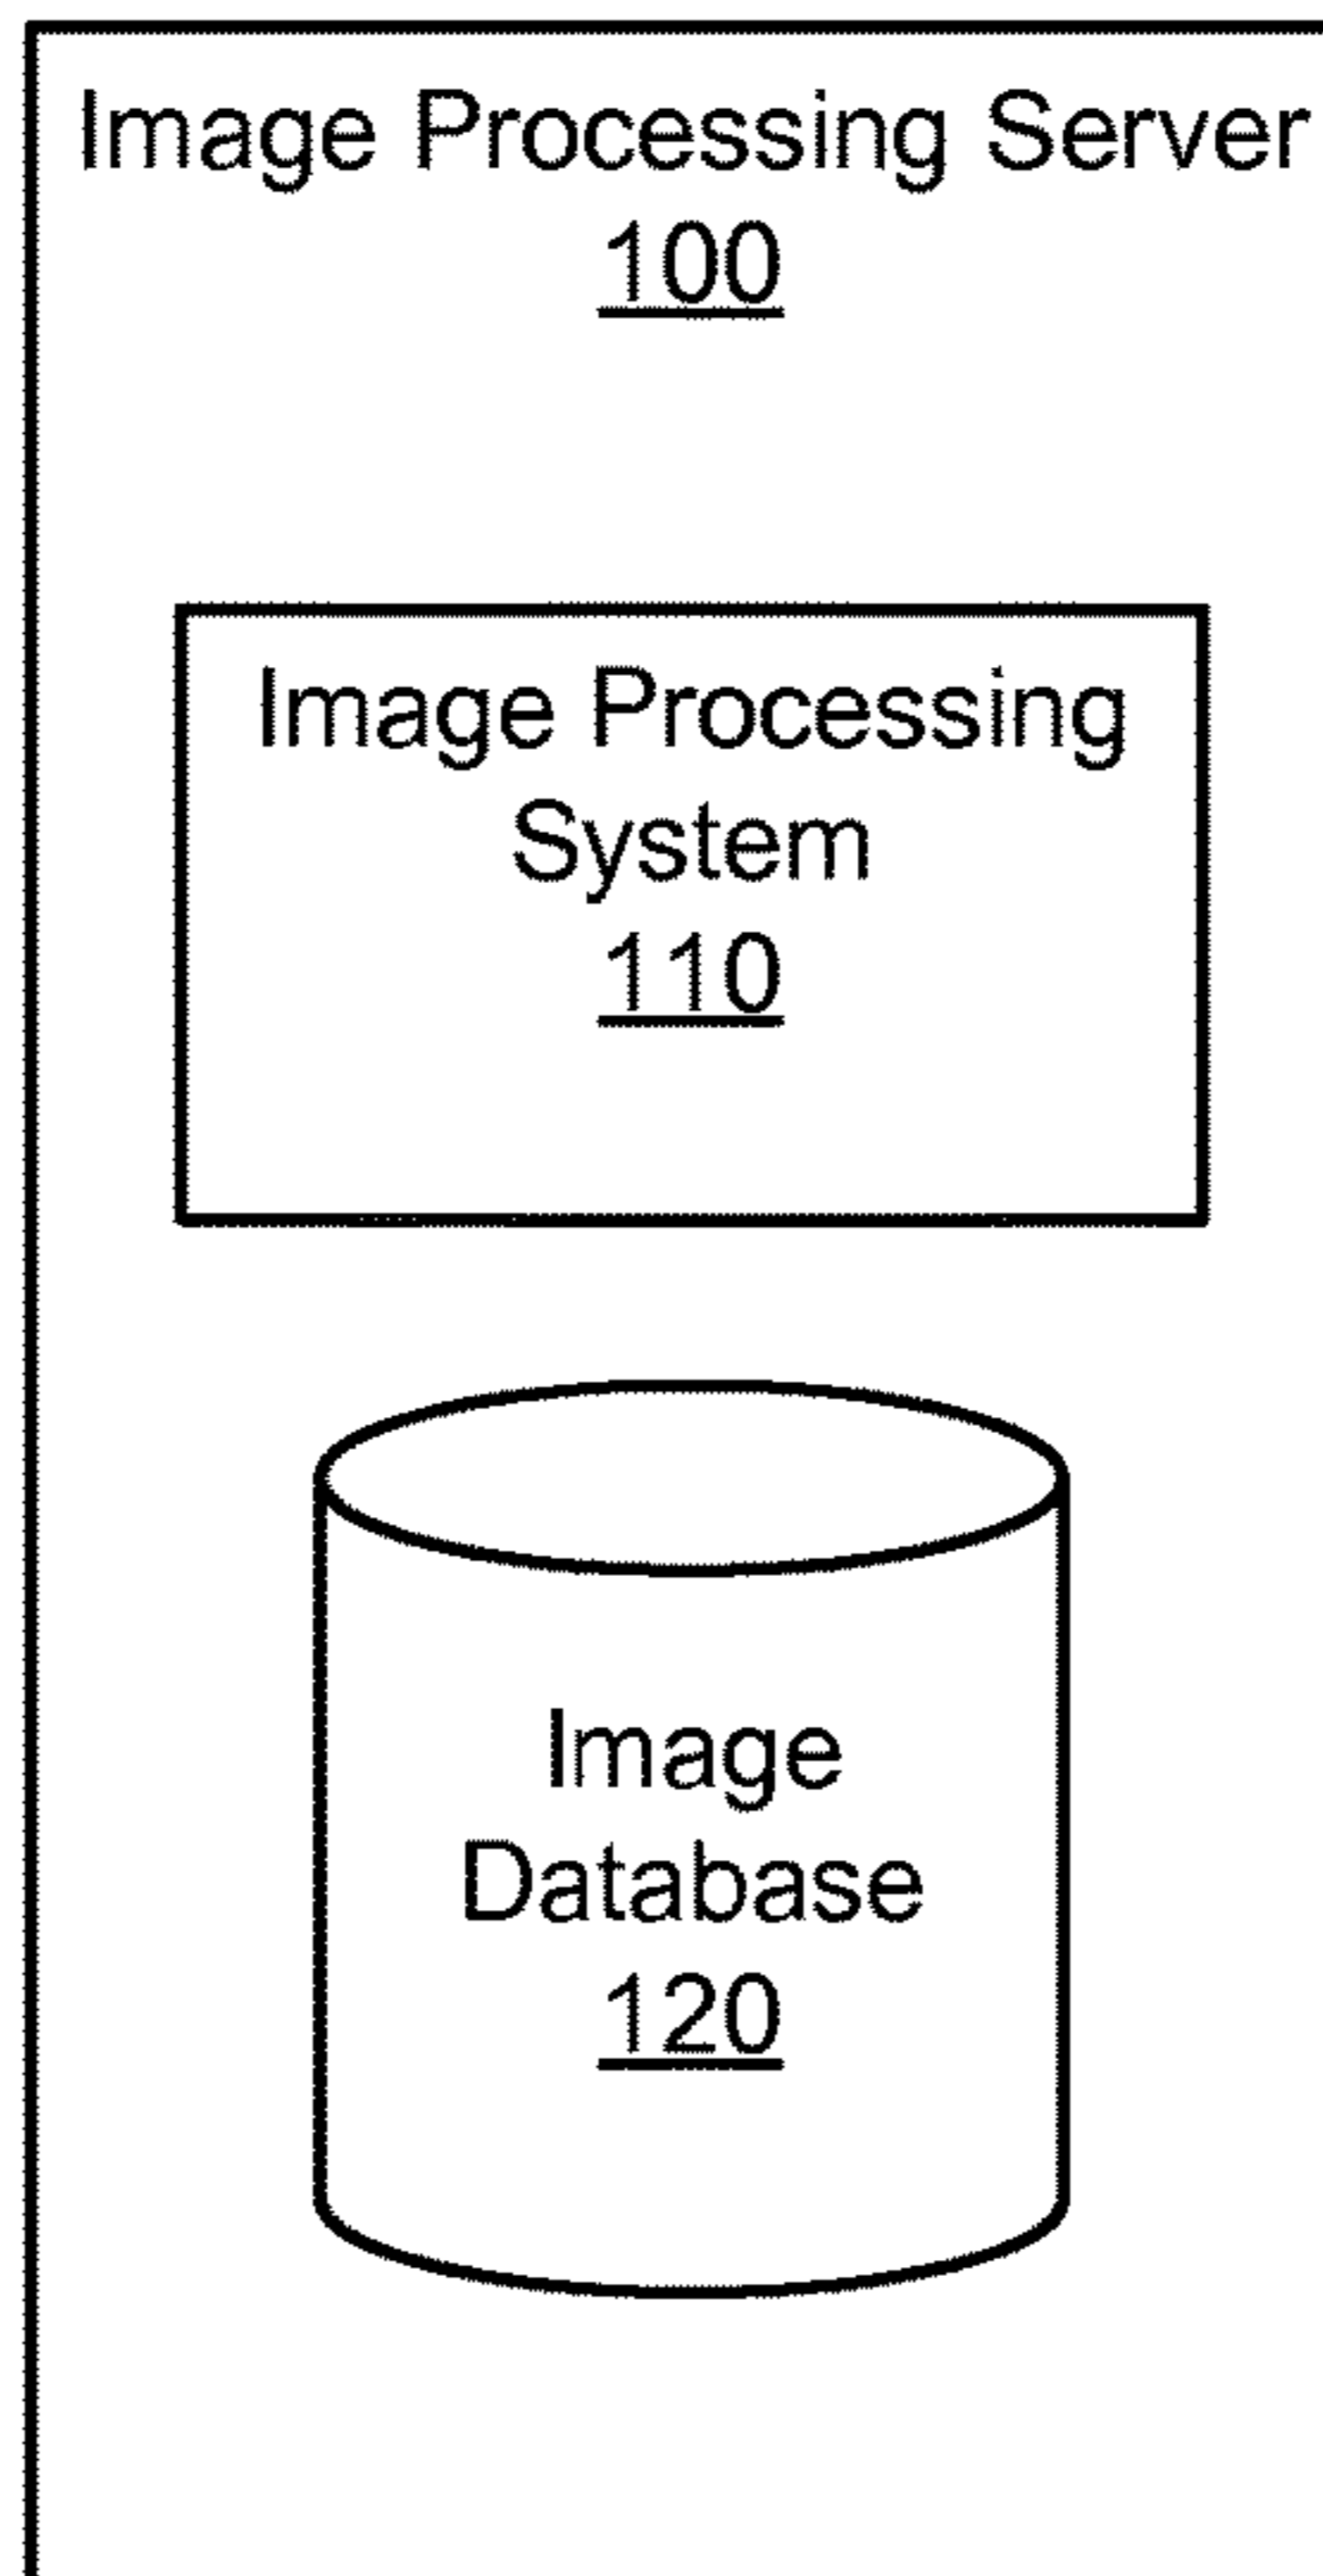 Image Processing Server
100
Image Processing
System
110
Image
Database
120